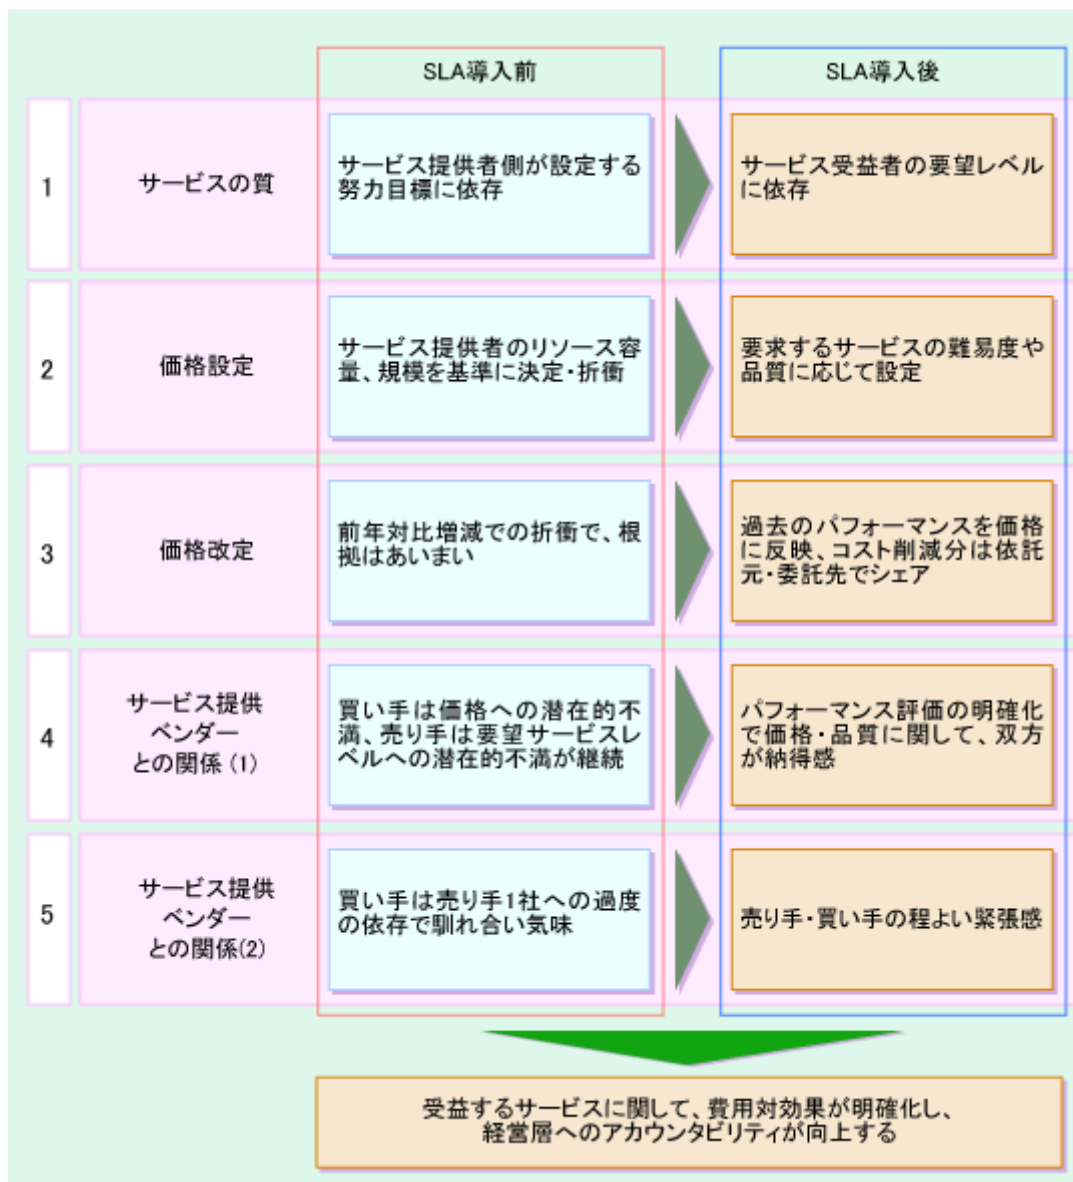 SLA導入前
SLA導入後
1
サービスの質
サービス提供者側が設定する
努力目標に依存
サービス受益者の要望レベル
に依存
2
価格設定
サービス提供者のリソース容
量、規模を基準に決定・折衝
要求するサービスの難易度や
品質に応じて設定
3
価格改定
前年対比増減での折衝で、根
拠はあいまい
過去のパフォーマンスを価格
に反映、コスト削減分は依託
元・委託先でシェア
4
サービス提供
ベンダー
との関係(1)
買い手は価格への潜在的不
満、売り手は要望サービスレ
ベルへの潜在的不満が継続
パフォーマンス評価の明確化
で価格・品質に関して、双方
が納得感
5
サービス提供
ベンダー
との関係(2)
買い手は売り手1社への過度
の依存で馴れ合い気味
売り手・買い手の程よい緊張感
受益するサービスに関して、費用対効果が明確化し、
経営層へのアカウンタビリティが向上する